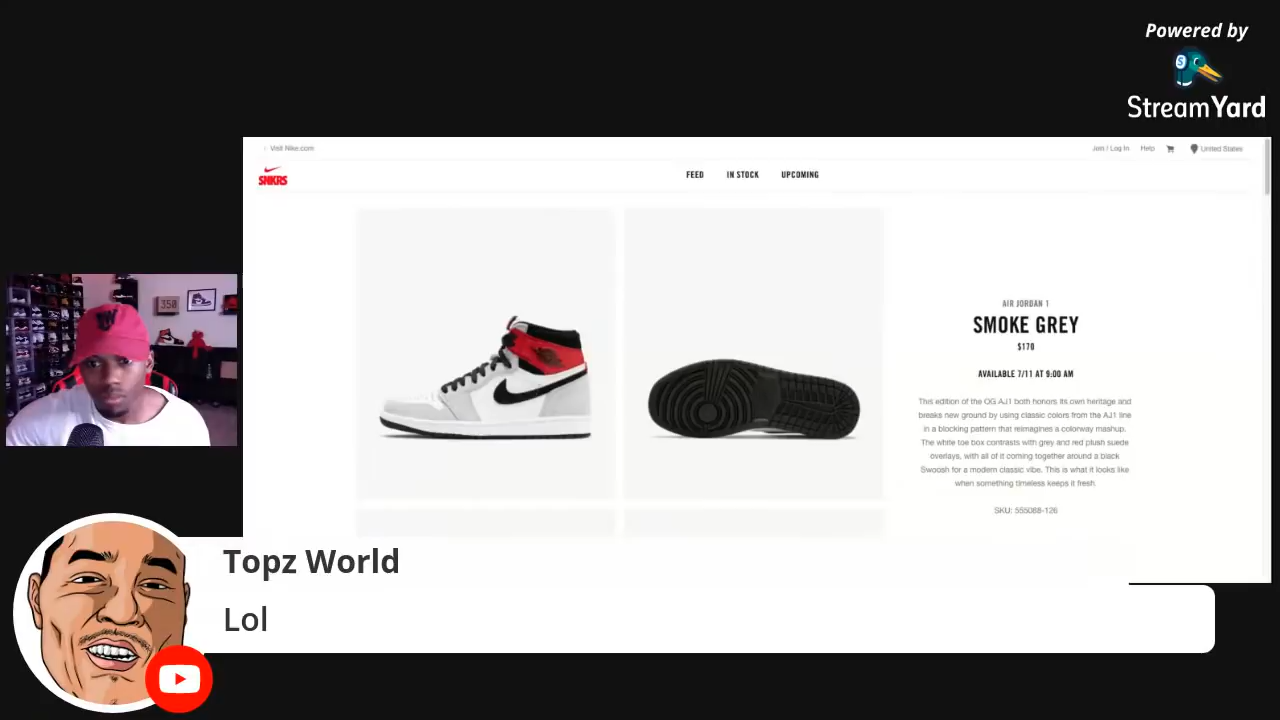 Powered by
StreamYard
Visit Nike.com
Join / Log In Help United States
SNKRS
FEED IN STOCK UPCOMING
AIR JORDAN 1
SMOKE GREY
$170
AVAILABLE 7/11 AT 9:00 AM
This edition of the OG AJ1 both honors its own heritage and
breaks new ground by using classic colors from the AJ1 line
in a blocking pattern that reimagines a colorway mashup.
The white toe box contrasts with grey and red plush suede
overlays, with all of it coming together around a black
Swoosh for a modern classic vibe. This is what it looks like
when something timeless keeps it fresh.
SKU: 555088-126
350
Topz World
Lol